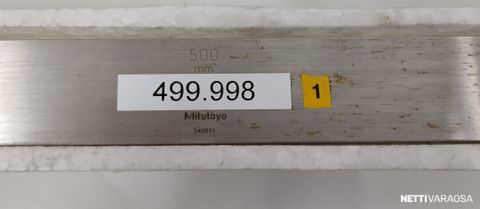 500
mm
499.998
1
Mitutoyo
040031
NETTIVARAOSA